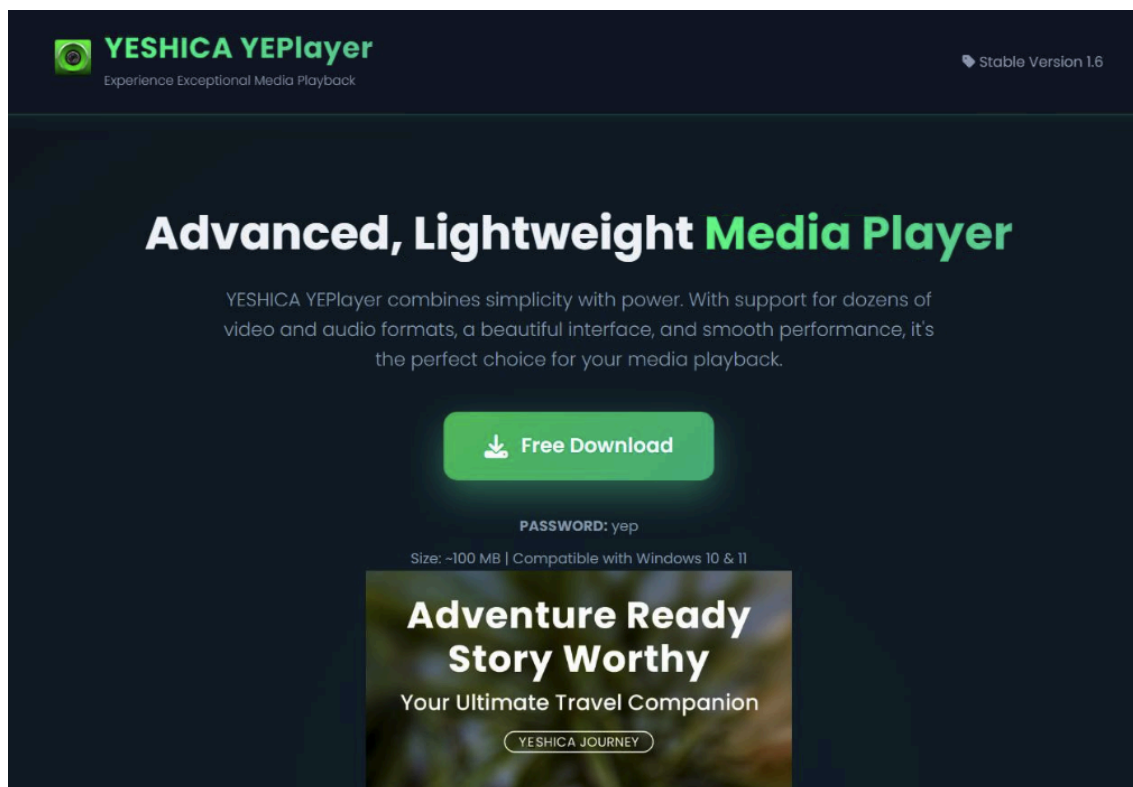 YESHICA YEPlayer
Experience Exceptional Media Playback
Stable Version 1.6
Advanced, Lightweight Media Player
YESHICA YEPlayer combines simplicity with power. With support for dozens of
video and audio formats, a beautiful interface, and smooth performance, it's
the perfect choice for your media playback.
Free Download
PASSWORD: yep
Size: ~100 MB | Compatible with Windows 10 & 11
Adventure Ready
Story Worthy
Your Ultimate Travel Companion
YESHICA JOURNEY